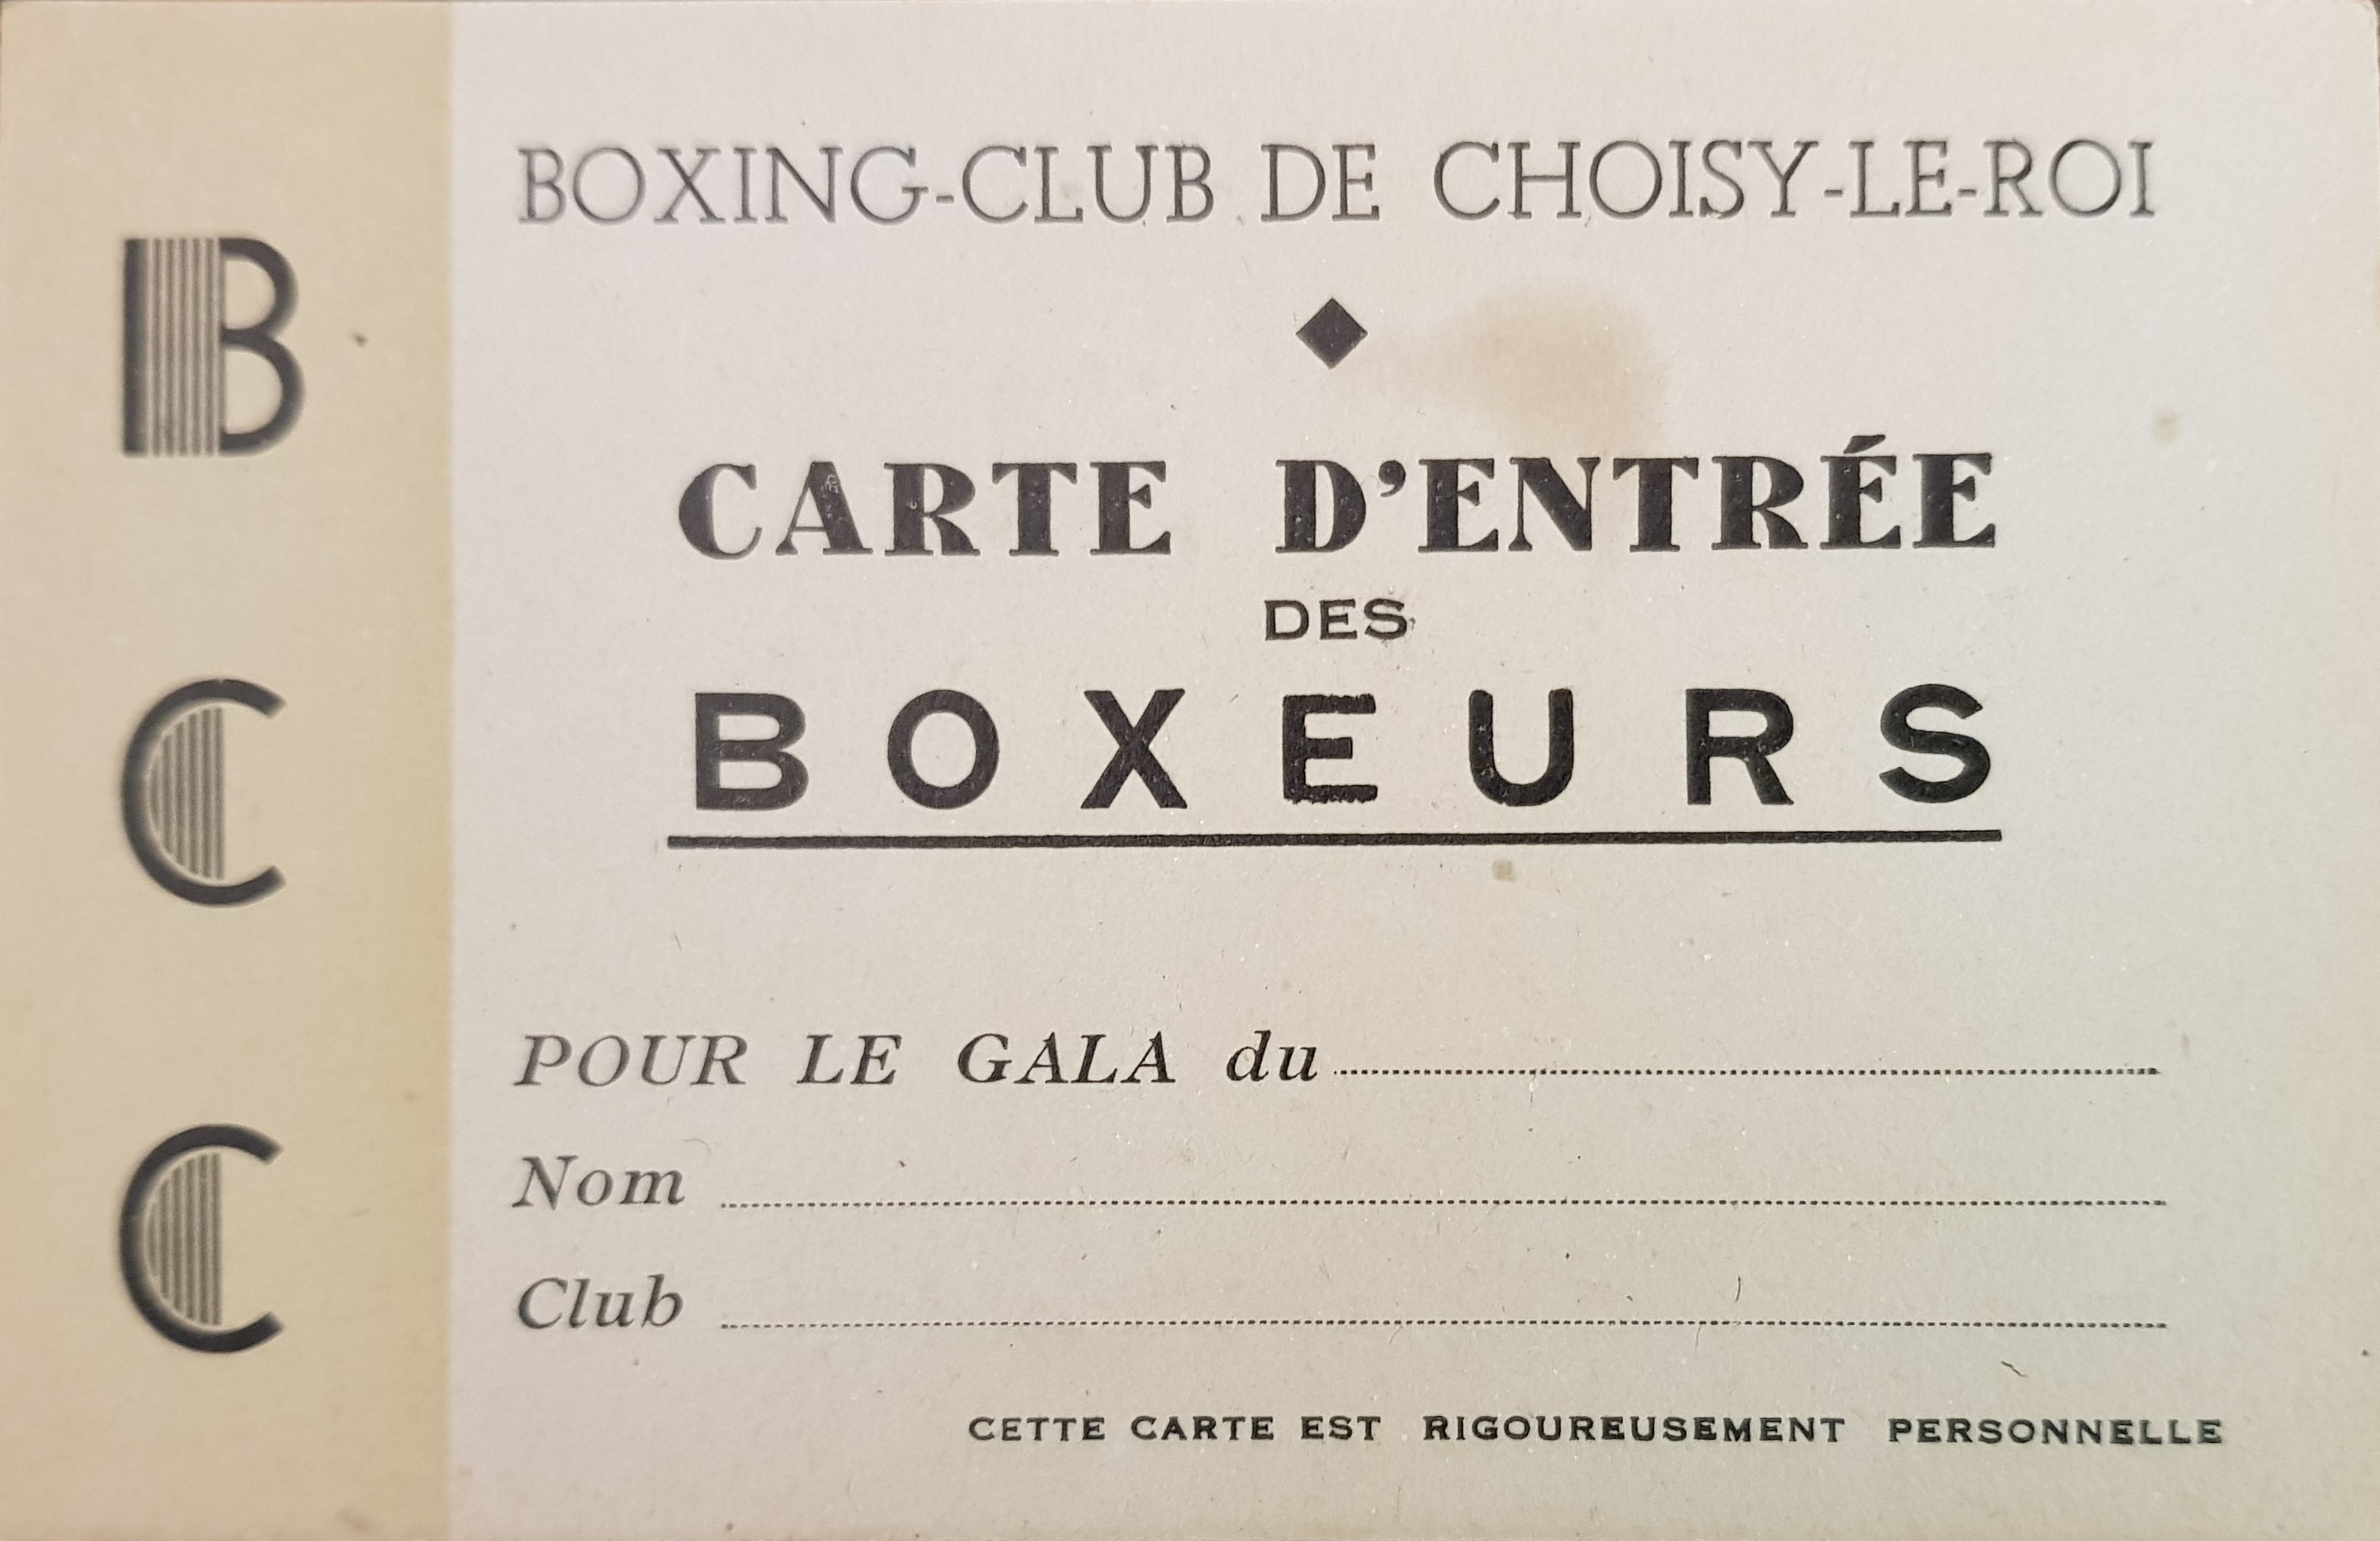 B
C
C
BOXING-CLUB DE CHOISY-LE-ROI
CARTE D'ENTRÉE
DES
BOXEURS
POUR LE GALA du
Nom
Club
CETTE CARTE EST RIGOUREUSEMENT PERSONNELLE